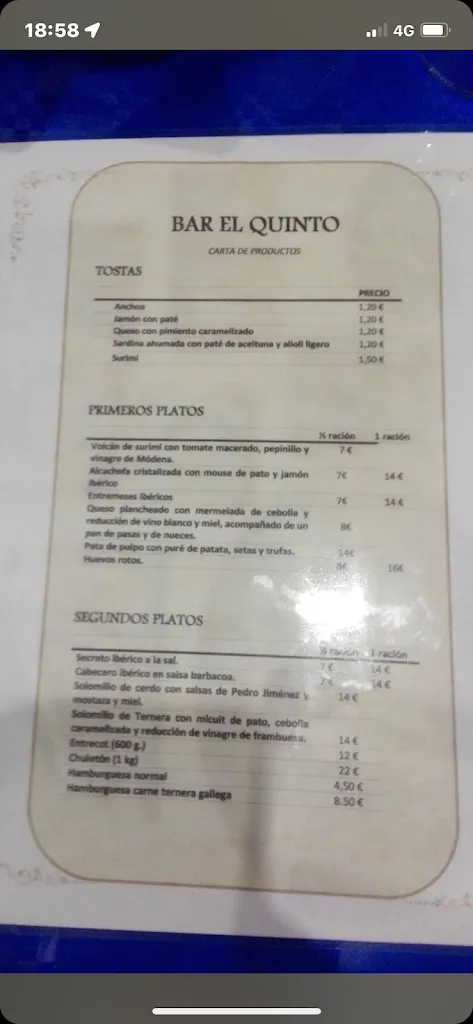 18:58
4G
BAR EL QUINTO
CARTA DE PRODUCTOS
TOSTAS
PRECIO
Anchoa 1,20 €
Jamón con paté 1,20 €
Queso con pimiento caramelizado 1,20 €
Sardina ahumada con paté de aceituna y alioli ligero 1,20 €
Surimi 1,50 €
PRIMEROS PLATOS
½ ración 1 ración
Volcán de surimi con tomate macerado, pepinillo y 7 €
vinagre de Módena.
Alcachofa cristalizada con mouse de pato y jamón 7€ 14 €
ibérico
Entremeses ibéricos 7€ 14 €
Queso plancheado con mermelada de cebolla y
reducción de vino blanco y miel, acompañado de un 8€
pan de pasas y de nueces.
Pata de pulpo con puré de patata, setas y trufas. 14€
Huevos rotos. 8€ 16€
SEGUNDOS PLATOS
½ ración 1 ración
Secreto ibérico a la sal. 7 € 14 €
Cabecero ibérico en salsa barbacoa. 7 € 14 €
Solomillo de cerdo con salsas de Pedro Jiménez y 14 €
mostaza y miel.
Solomillo de Ternera con micuit de pato, cebolla
caramelizada y reducción de vinagre de frambuesa. 14 €
Entrecot (500 g.) 12 €
Chuletón (1 kg) 22 €
Hamburguesa normal 4,50 €
Hamburguesa carne ternera gallega 8.50 €